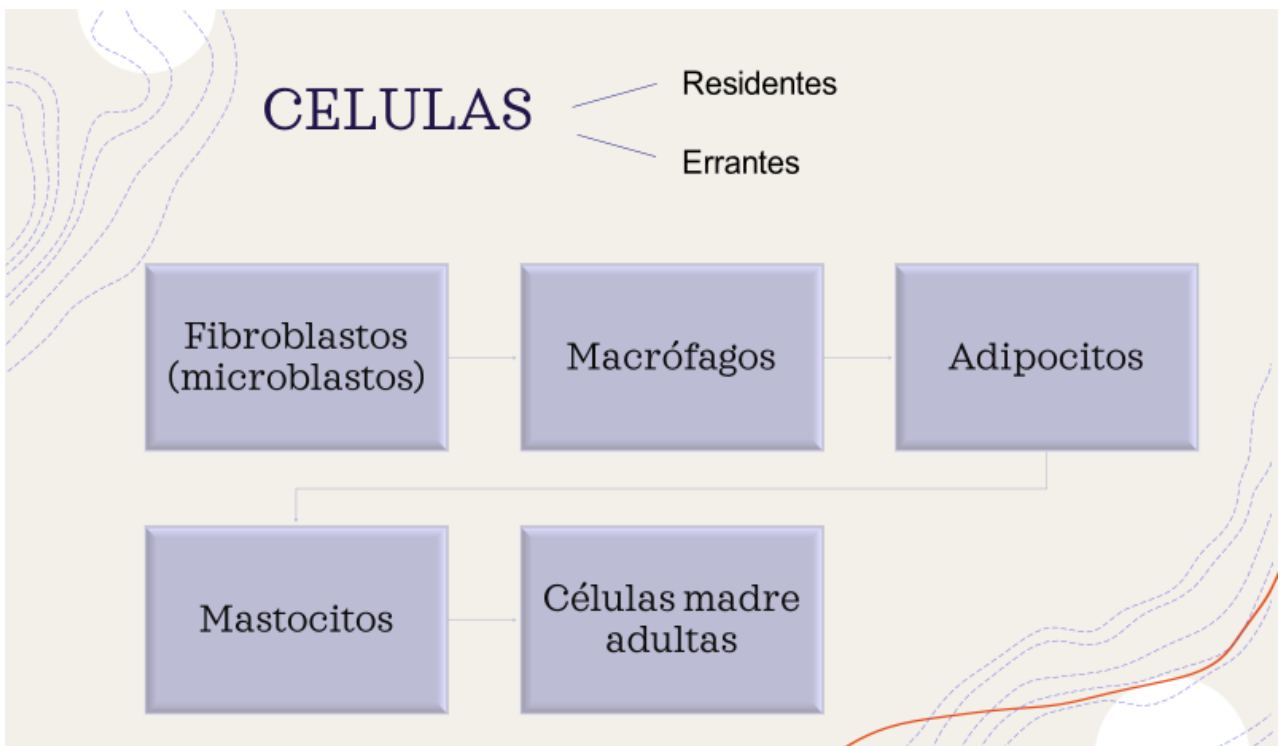 CELULAS
Residentes
Errantes
Fibroblastos
(microblastos)
Macrófagos
Adipocitos
Mastocitos
Células madre
adultas